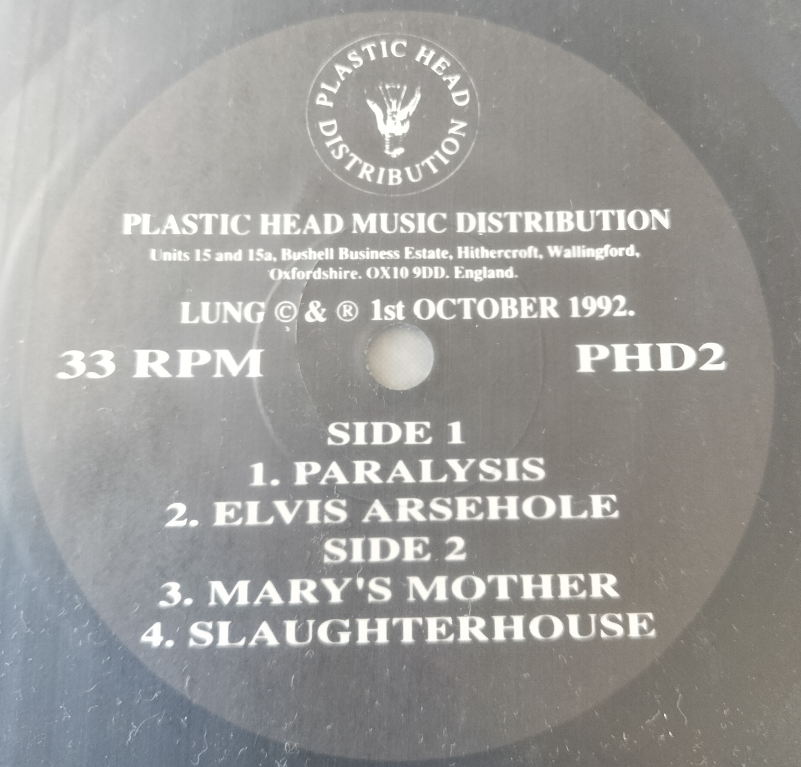 PLASTIC HEAD
DISTRIBUTION
PLASTIC HEAD MUSIC DISTRIBUTION
Units 15 and 15a, Bushell Business Estate, Hithercroft, Wallingford,
Oxfordshire. OX10 9DD. England.
LUNG © & ® 1st OCTOBER 1992.
33 RPM PHD2
SIDE 1
1. PARALYSIS
2. ELVIS ARSEHOLE
SIDE 2
3. MARY'S MOTHER
4. SLAUGHTERHOUSE